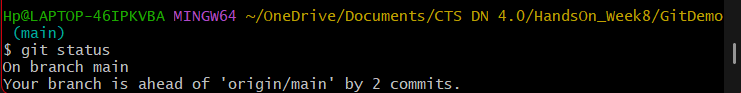 Hp@LAPTOP-46IPKVBA MINGW64 ~/OneDrive/Documents/CTS DN 4.0/HandsOn_Week8/GitDemo
(main)
$ git status
On branch main
Your branch is ahead of 'origin/main' by 2 commits.